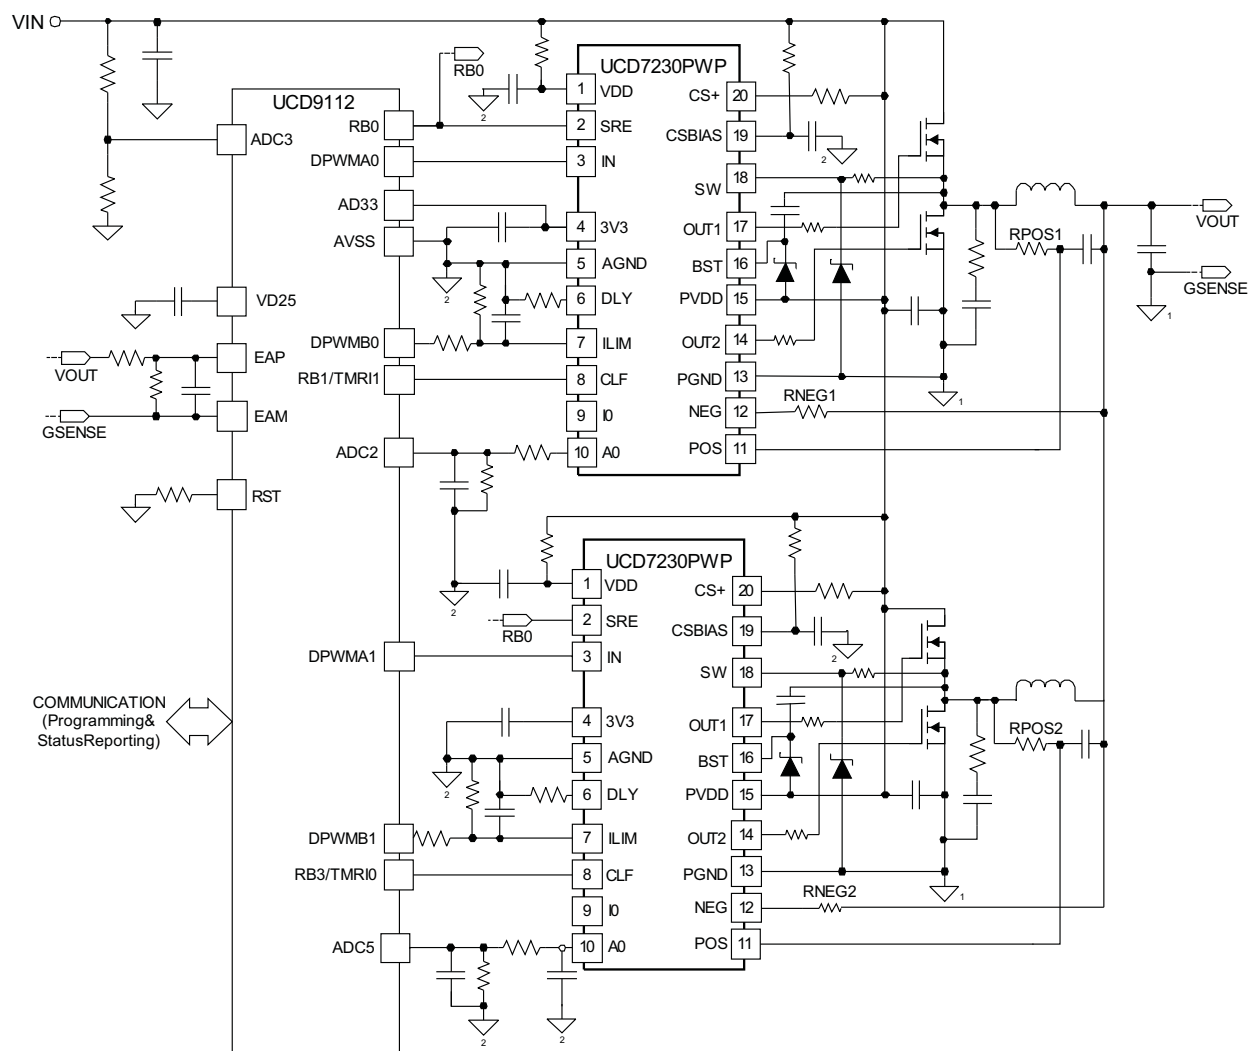 VIN
RB0
UCD7230PWP
UCD9112
1 VDD
CS+ 20
RB0
2 SRE
ADC3
CSBIAS 19
2
2
DPWMA0
3 IN
18
SW
AD33
4 3V3
OUT1 17
VOUT
AVSS
RPOS1
5 AGND
BST 16
2
GSENSE
VD25
6 DLY
PVDD 15
1
DPWMB0
7 ILIM
OUT2 14
EAP
VOUT
RB1/TMRI1
8 CLF
PGND 13
RNEG1
1
GSENSE
EAM
9 I0
NEG 12
ADC2
10 A0
POS 11
RST
UCD7230PWP
1 VDD
CS+ 20
2
2 SRE
RB0
CSBIAS 19
2
DPWMA1
3 IN
SW 18
COMMUNICATION
(Programming&
StatusReporting)
4 3V3
OUT1 17
RPOS2
5 AGND
BST 16
2
6 DLY
PVDD 15
DPWMB1
7 ILIM
OUT2 14
RB3/TMRI0
8 CLF
PGND 13
RNEG2
1
9 I0
NEG 12
ADC5
10 A0
POS 11
2
2